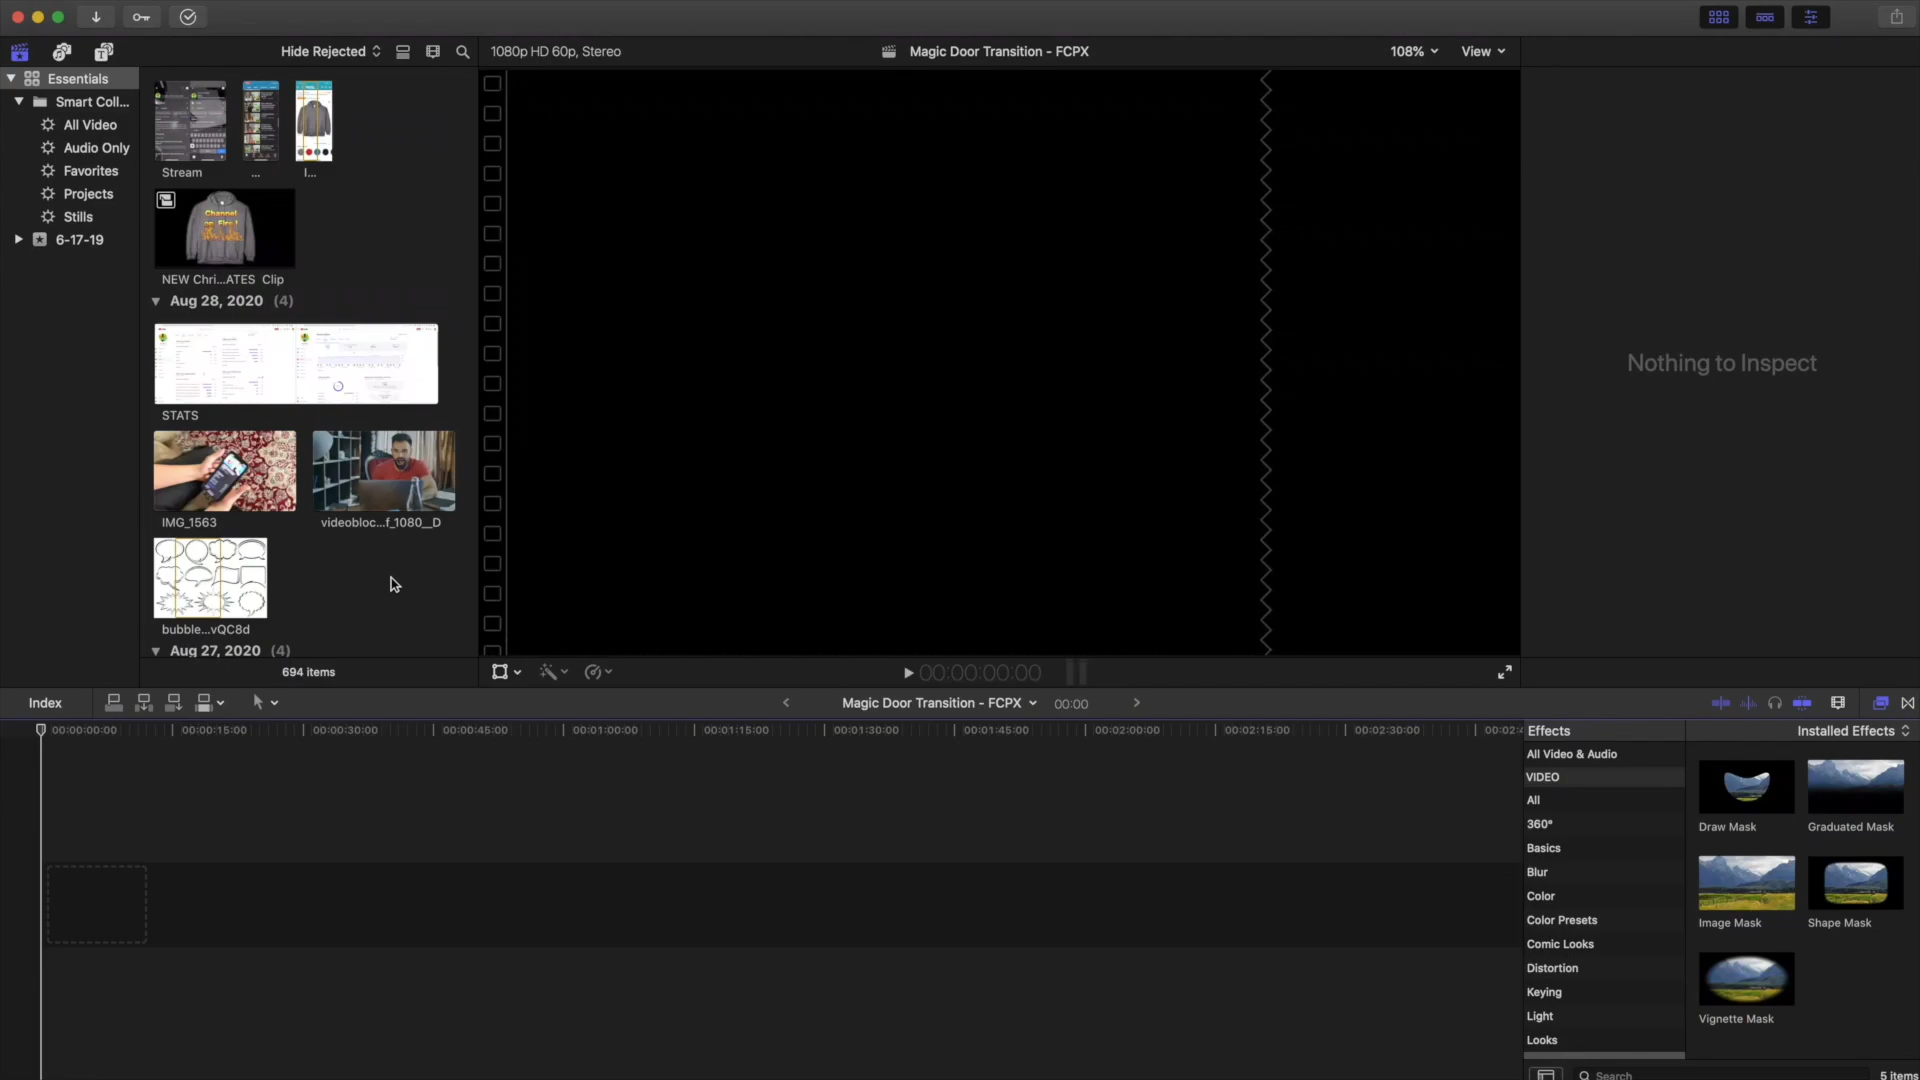 Hide Rejected
1080p HD 60p, Stereo
Magic Door Transition - FCPX
108%
View
Essentials
Smart Coll...
All Video
Audio Only
Favorites
Projects
Stills
6-17-19
Stream
...
I...
Channel
on Fire !
NEW Chri...ATES Clip
Aug 28, 2020 (4)
STATS
IMG_1563
videobloc...f_1080__D
bubble...vQC8d
Aug 27, 2020 (4)
694 items
Nothing to Inspect
00:00:00:00
Index
Magic Door Transition - FCPX
00:00
00:00:00:00
00:00:15:00
00:00:30:00
00:00:45:00
00:01:00:00
00:01:15:00
00:01:30:00
00:01:45:00
00:02:00:00
00:02:15:00
00:02:30:00
00:02:4
Effects
Installed Effects
All Video & Audio
VIDEO
All
360°
Basics
Blur
Color
Color Presets
Comic Looks
Distortion
Keying
Light
Looks
Draw Mask
Graduated Mask
Image Mask
Shape Mask
Vignette Mask
Search
5 items